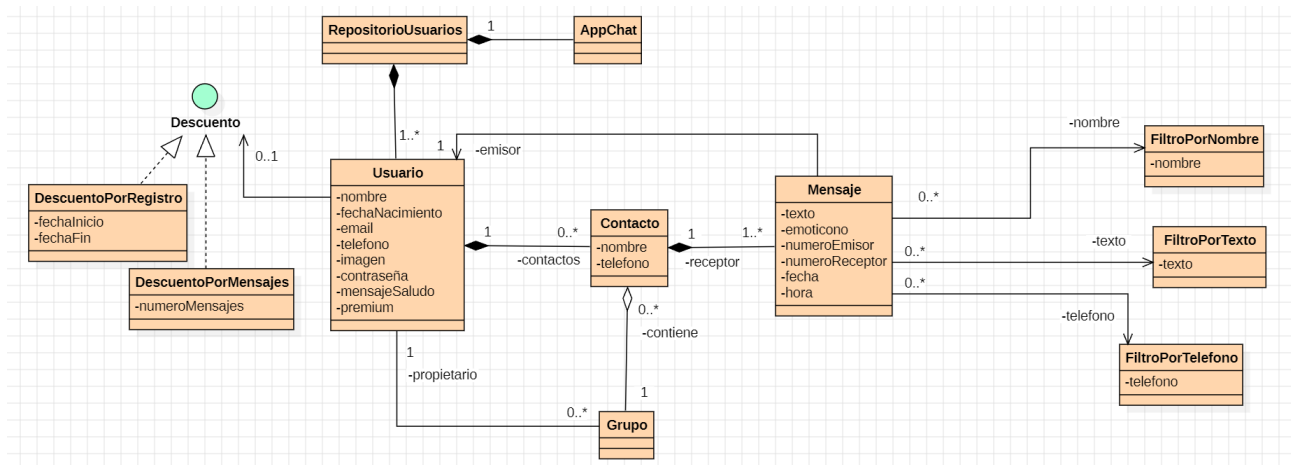 RepositorioUsuarios
1
AppChat
Descuento
0..1
1..*
1
-emisor
DescuentoPorRegistro
-fechaInicio
-fechaFin
DescuentoPorMensajes
-numeroMensajes
Usuario
-nombre
-fechaNacimiento
-email
-telefono
-imagen
-contraseña
-mensajeSaludo
-premium
1
0..*
-contactos
Contacto
-nombre
-telefono
1
1..*
-receptor
Mensaje
-texto
-emoticono
-numeroEmisor
-numeroReceptor
-fecha
-hora
-nombre
0..*
FiltroPorNombre
-nombre
-texto
0..*
FiltroPorTexto
-texto
0..*
-telefono
FiltroPorTelefono
-telefono
0..*
-contiene
1
1
-propietario
0..*
Grupo